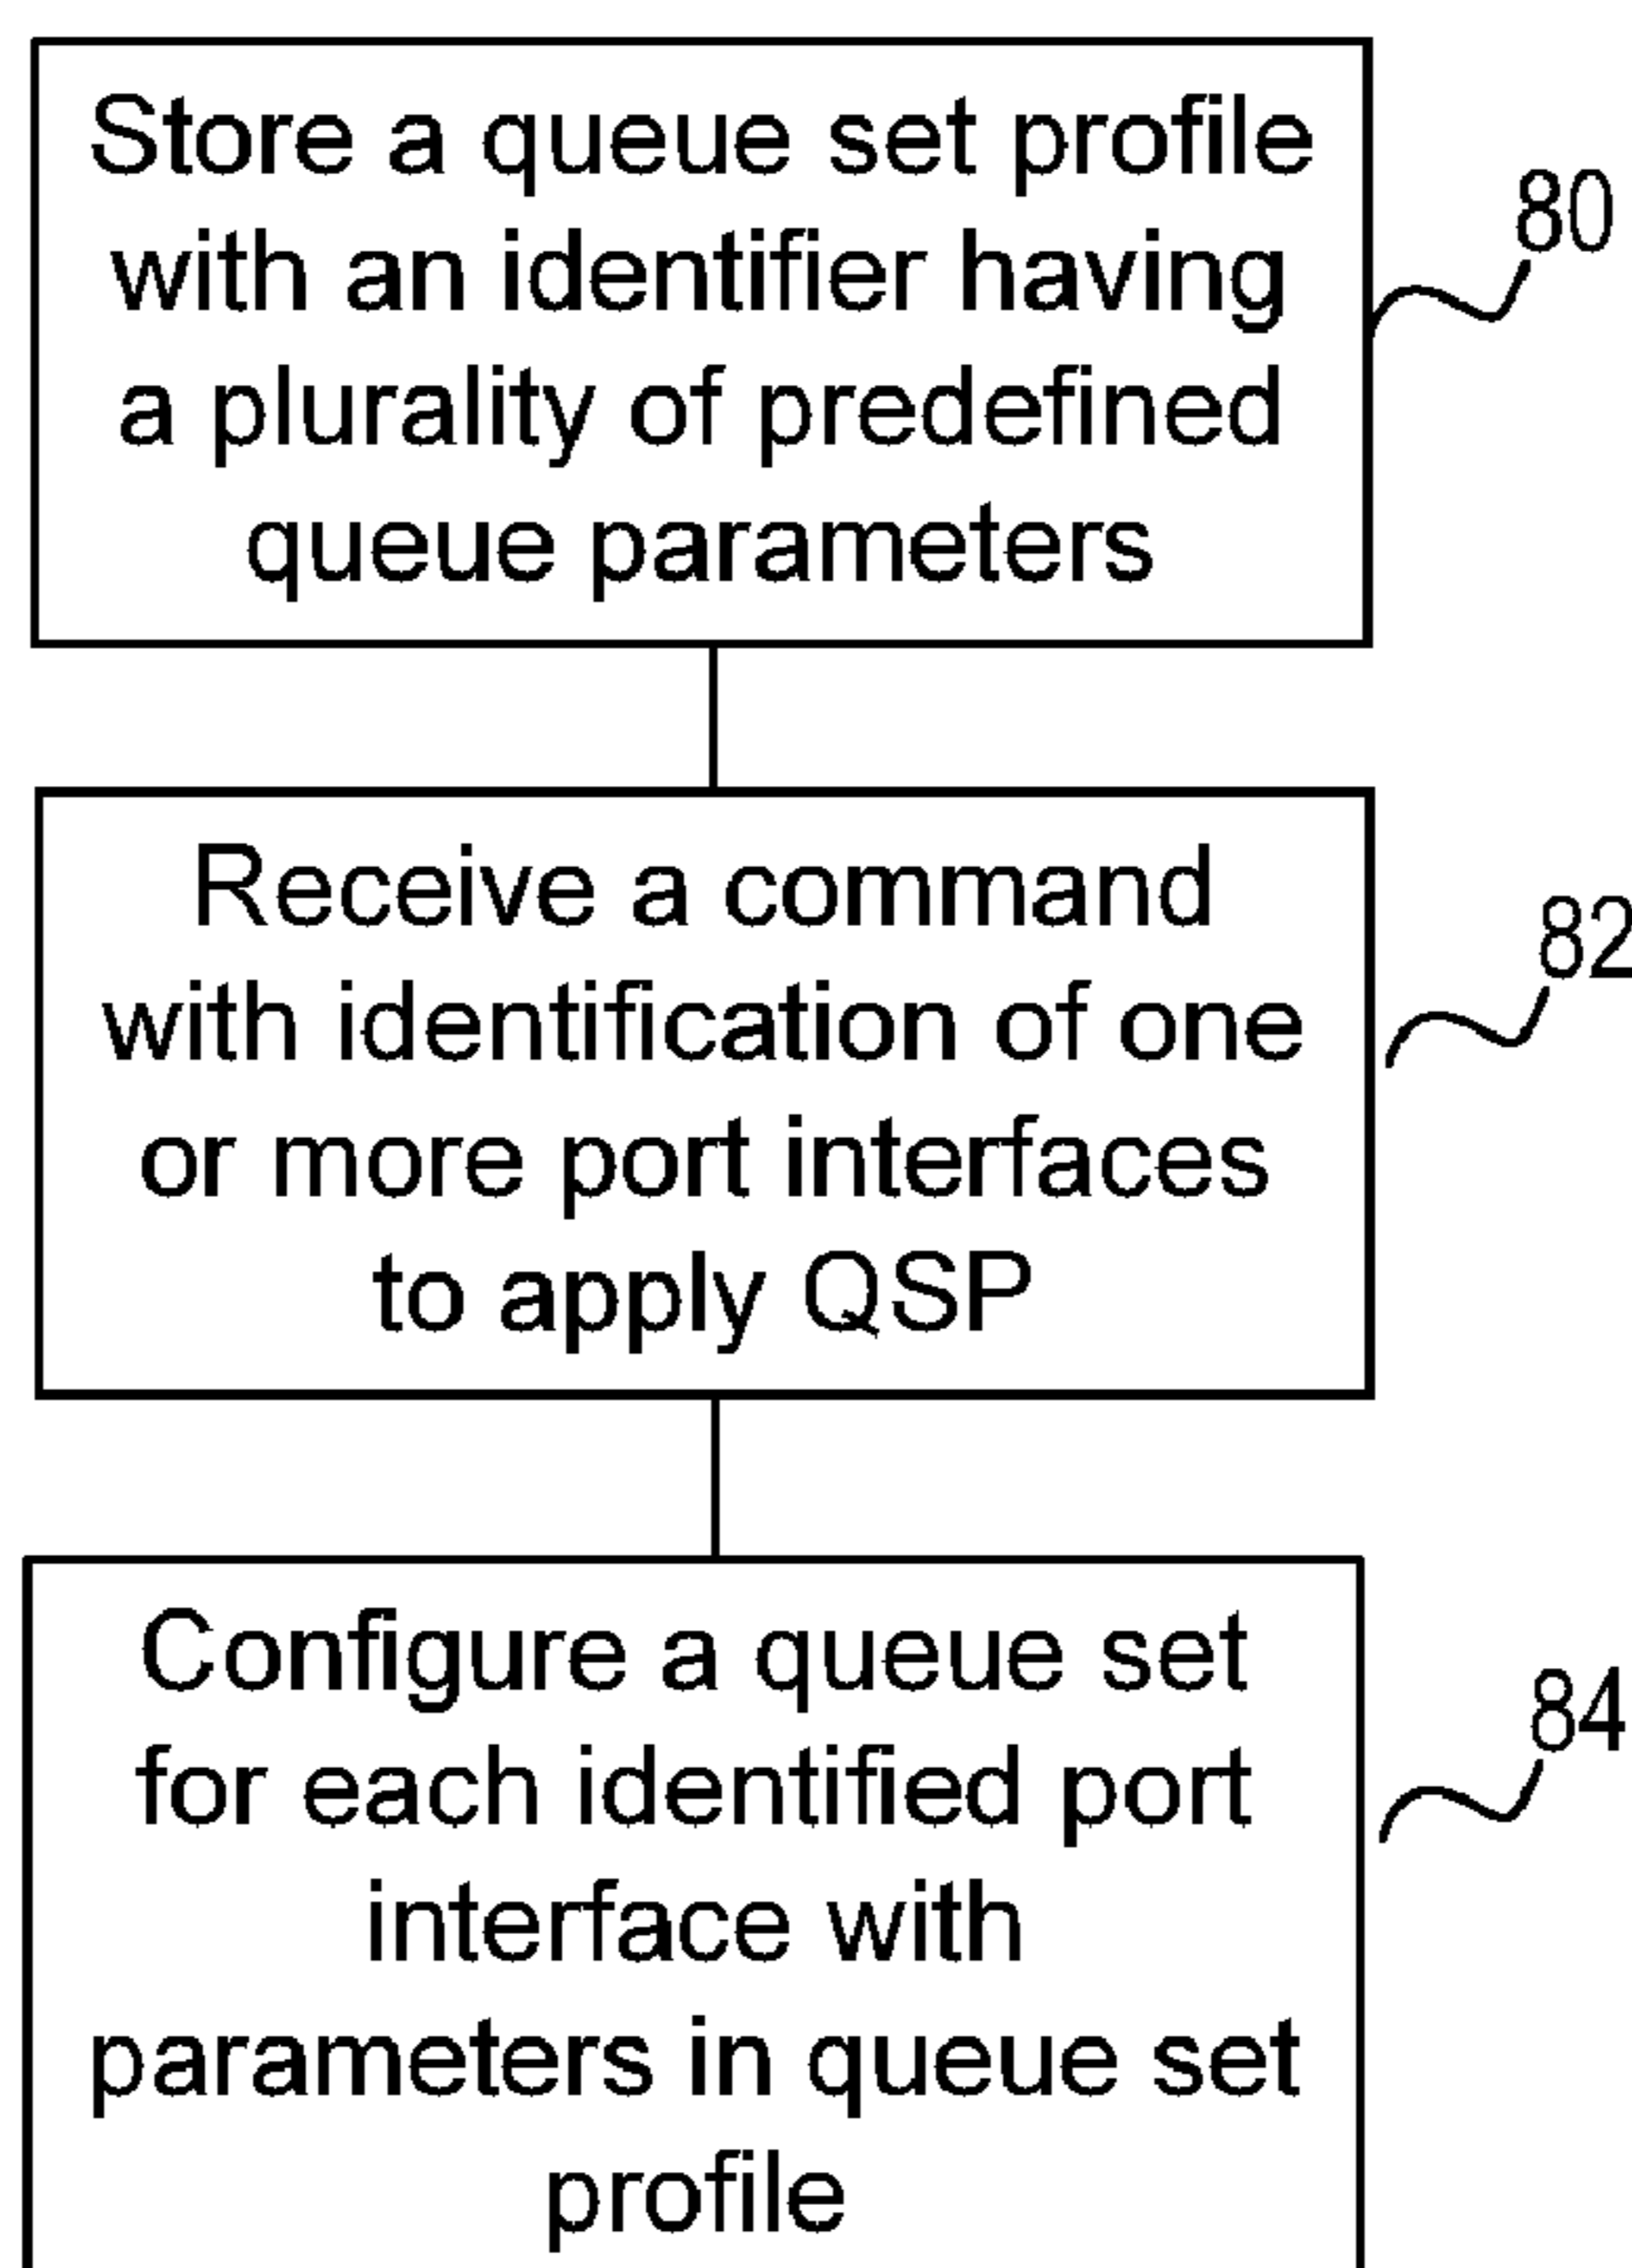 Store a queue set profile
with an identifier having
a plurality of predefined
queue parameters
80
Receive a command
with identification of one
or more port interfaces
to apply QSP
82
Configure a queue set
for each identified port
interface with
parameters in queue set
profile
84